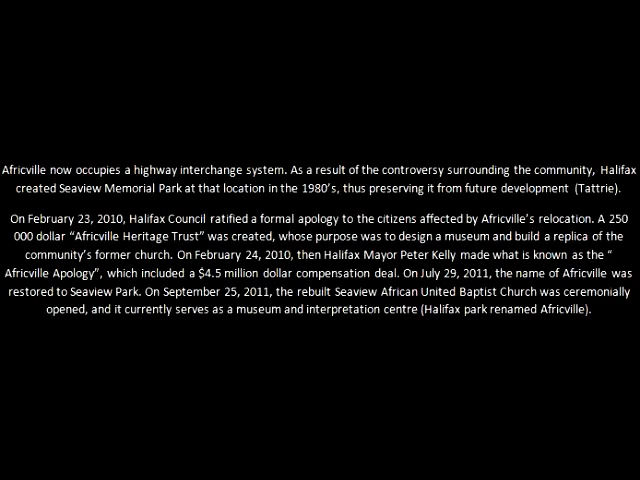 Africville now occupies a highway interchange system. As a result of the controversy surrounding the community, Halifax
created Seaview Memorial Park at that location in the 1980’s, thus preserving it from future development (Tattrie).
On February 23, 2010, Halifax Council ratified a formal apology to the citizens affected by Africville’s relocation. A 250
000 dollar “Africville Heritage Trust” was created, whose purpose was to design a museum and build a replica of the
community’s former church. On February 24, 2010, then Halifax Mayor Peter Kelly made what is known as the “
Africville Apology”, which included a $4.5 million dollar compensation deal. On July 29, 2011, the name of Africville was
restored to Seaview Park. On September 25, 2011, the rebuilt Seaview African United Baptist Church was ceremonially
opened, and it currently serves as a museum and interpretation centre (Halifax park renamed Africville).